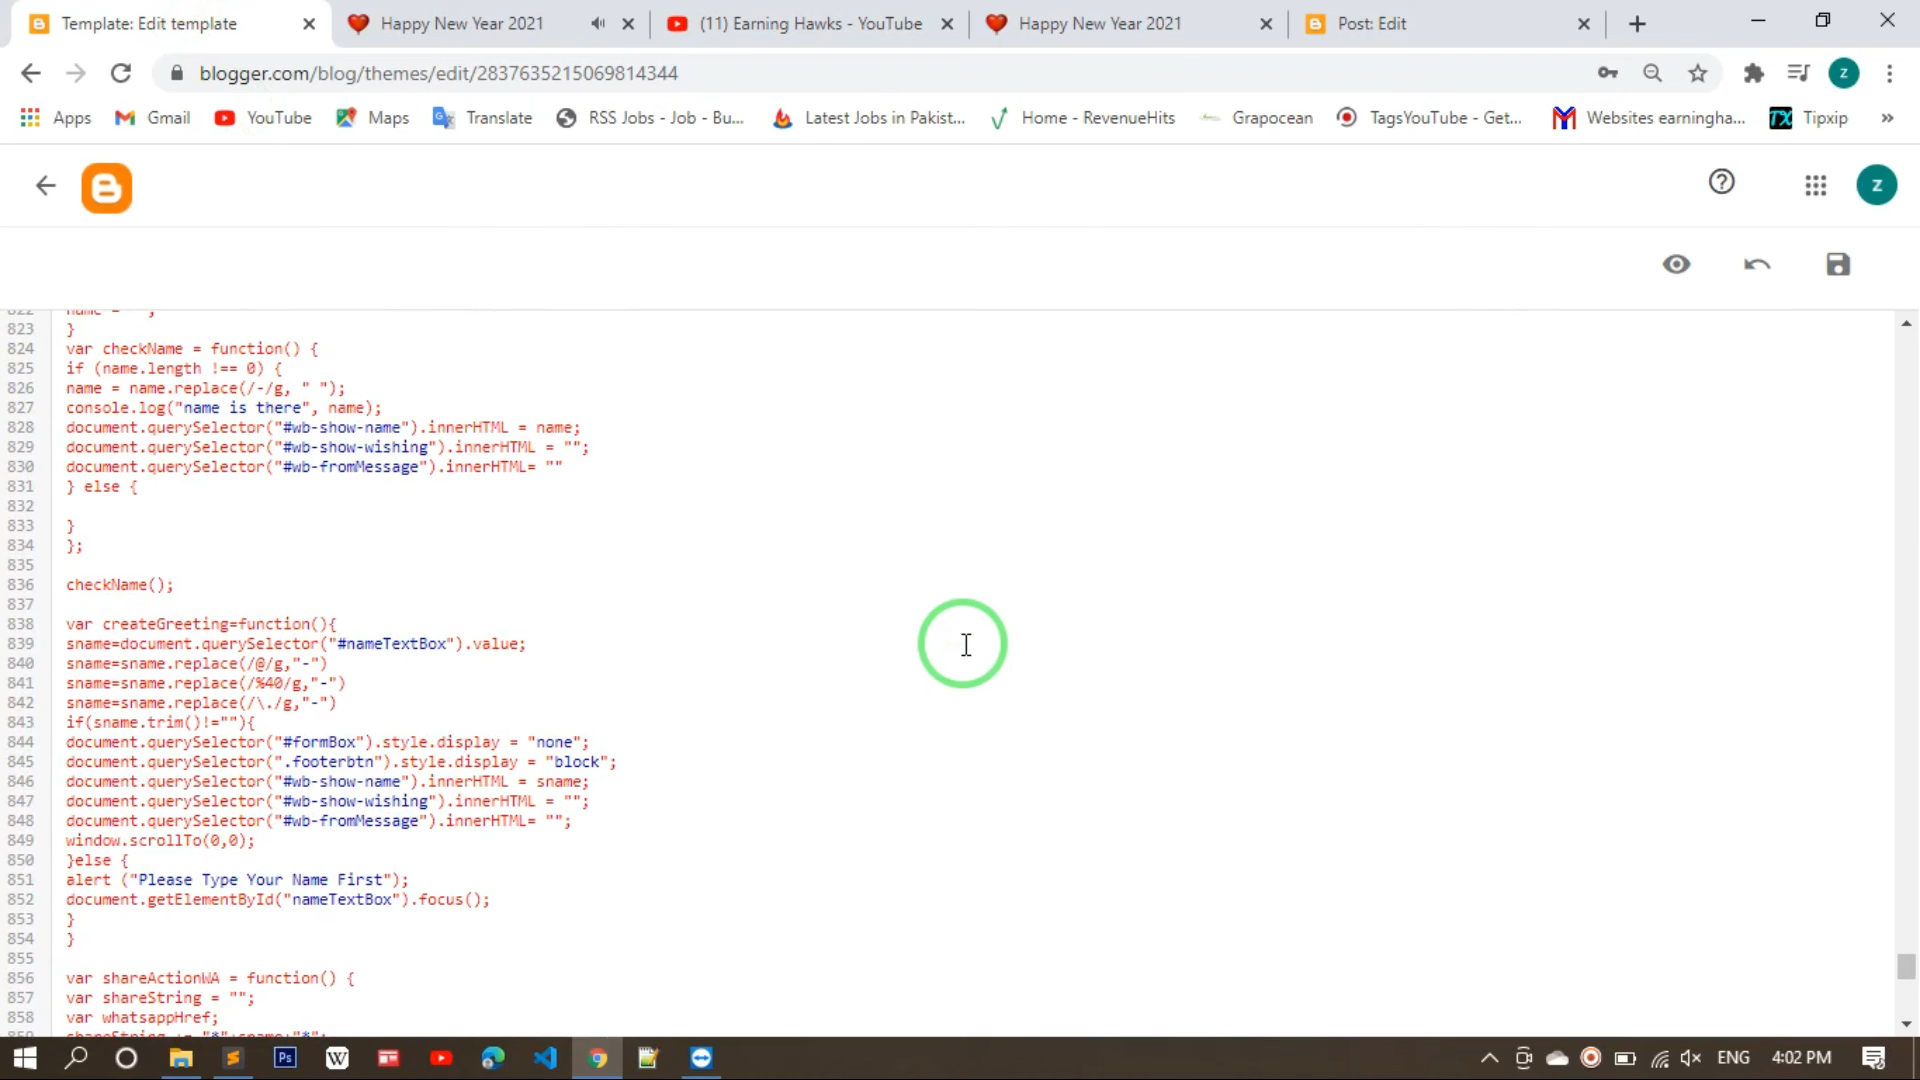 Template: Edit template
Happy New Year 2021
(11) Earning Hawks - YouTube
Happy New Year 2021
Post: Edit
blogger.com/blog/themes/edit/2837635215069814344
z
Apps
Gmail
YouTube
Maps
Translate
RSS Jobs - Job - Bu...
Latest Jobs in Pakist...
Home - RevenueHits
Grapocean
TagsYouTube - Get...
Websites earningha...
TX
Tipxip
»
z
822 name = "";
823 }
824 var checkName = function() {
825 if (name.length !== 0) {
826 name = name.replace(/-/g, " ");
827 console.log("name is there", name);
828 document.querySelector("#wb-show-name").innerHTML = name;
829 document.querySelector("#wb-show-wishing").innerHTML = "";
830 document.querySelector("#wb-fromMessage").innerHTML= ""
831 } else {
832
833 }
834 };
835
836 checkName();
837
838 var createGreeting=function(){
839 sname=document.querySelector("#nameTextBox").value;
840 sname=sname.replace(/@/g,"-")
841 sname=sname.replace(/%40/g,"-")
842 sname=sname.replace(/\./g,"-")
843 if(sname.trim()!=""){
844 document.querySelector("#formBox").style.display = "none";
845 document.querySelector(".footerbtn").style.display = "block";
846 document.querySelector("#wb-show-name").innerHTML = sname;
847 document.querySelector("#wb-show-wishing").innerHTML = "";
848 document.querySelector("#wb-fromMessage").innerHTML= "";
849 window.scrollTo(0,0);
850 }else {
851 alert ("Please Type Your Name First");
852 document.getElementById("nameTextBox").focus();
853 }
854 }
855
856 var shareActionWA = function() {
857 var shareString = "";
858 var whatsappHref;
859 shareString += "*"+sname+"*";
Ps
W
ENG
4:02 PM